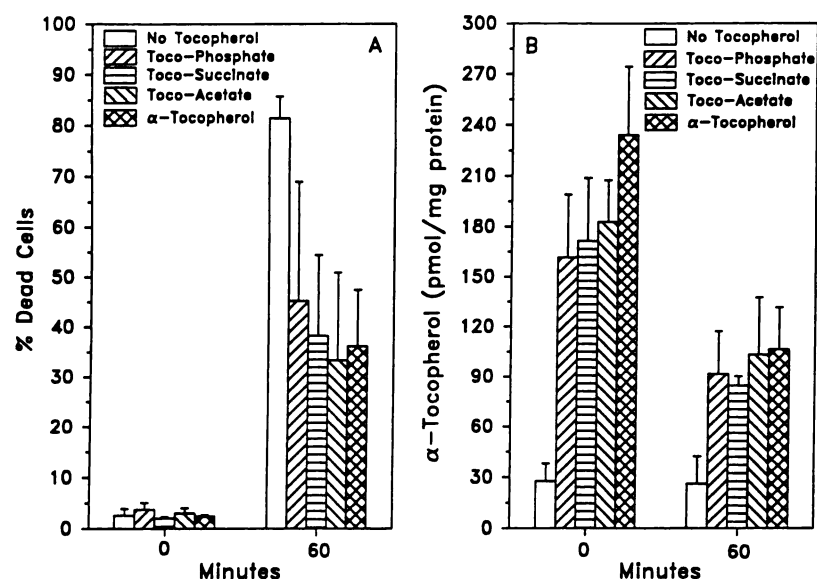 % Dead Cells
100
90
80
70
60
50
40
30
20
10
0
No Tocopherol
Toco-Phosphate
Toco-Succinate
Toco-Acetate
α-Tocopherol
A
0
60
Minutes
α-Tocopherol (pmol/mg protein)
300
270
240
210
180
150
120
90
60
30
0
B
No Tocopherol
Toco-Phosphate
Toco-Succinate
Toco-Acetate
α-Tocopherol
0
60
Minutes